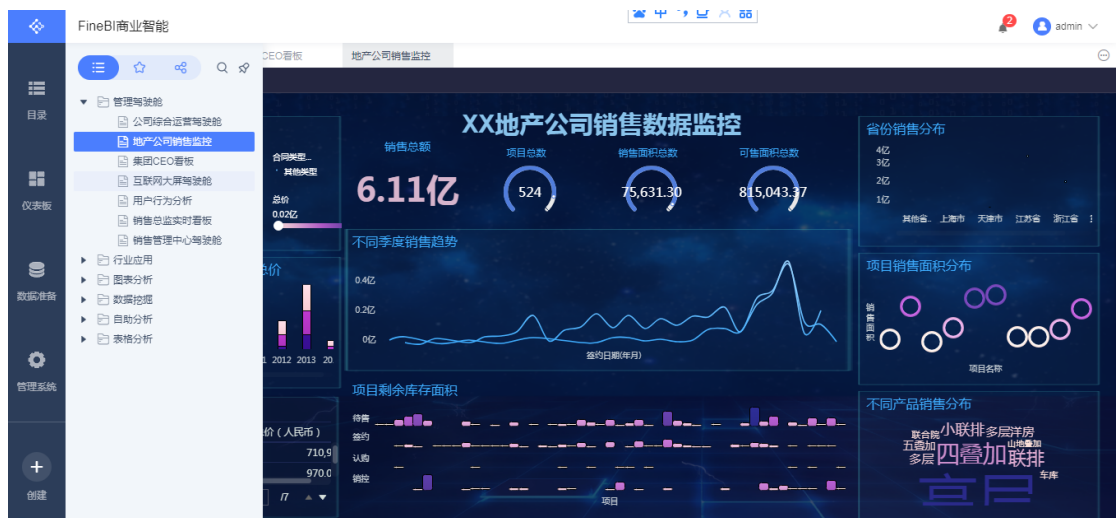 FineBI商业智能
2
admin
CEO看板
地产公司销售监控
目录
仪表板
数据准备
管理系统
创建
管理驾驶舱
公司综合运营驾驶舱
地产公司销售监控
集团CEO看板
互联网大屏驾驶舱
用户行为分析
销售总监实时看板
销售管理中心驾驶舱
行业应用
图表分析
数据挖掘
自助分析
表格分析
XX地产公司销售数据监控
合同类型...
其他类型
总价
0.02亿
销售总额
6.11亿
项目总数
524
销售面积总数
75,631.30
可售面积总数
815,043.37
省份销售分布
4亿
3亿
2亿
1亿
其他省... 上海市 天津市 江苏省 浙江省
总价
2012 2013 20
不同季度销售趋势
0.4亿
0.2亿
0亿
签约日期(年月)
项目销售面积分布
销售面积
项目名称
价(人民币)
710,9
970.0
/7
项目剩余库存面积
待售
签约
认购
销控
项目
不同产品销售分布
联合院 小联排 多层洋房
五叠加 山地叠加
多层 四叠加 联排
车库